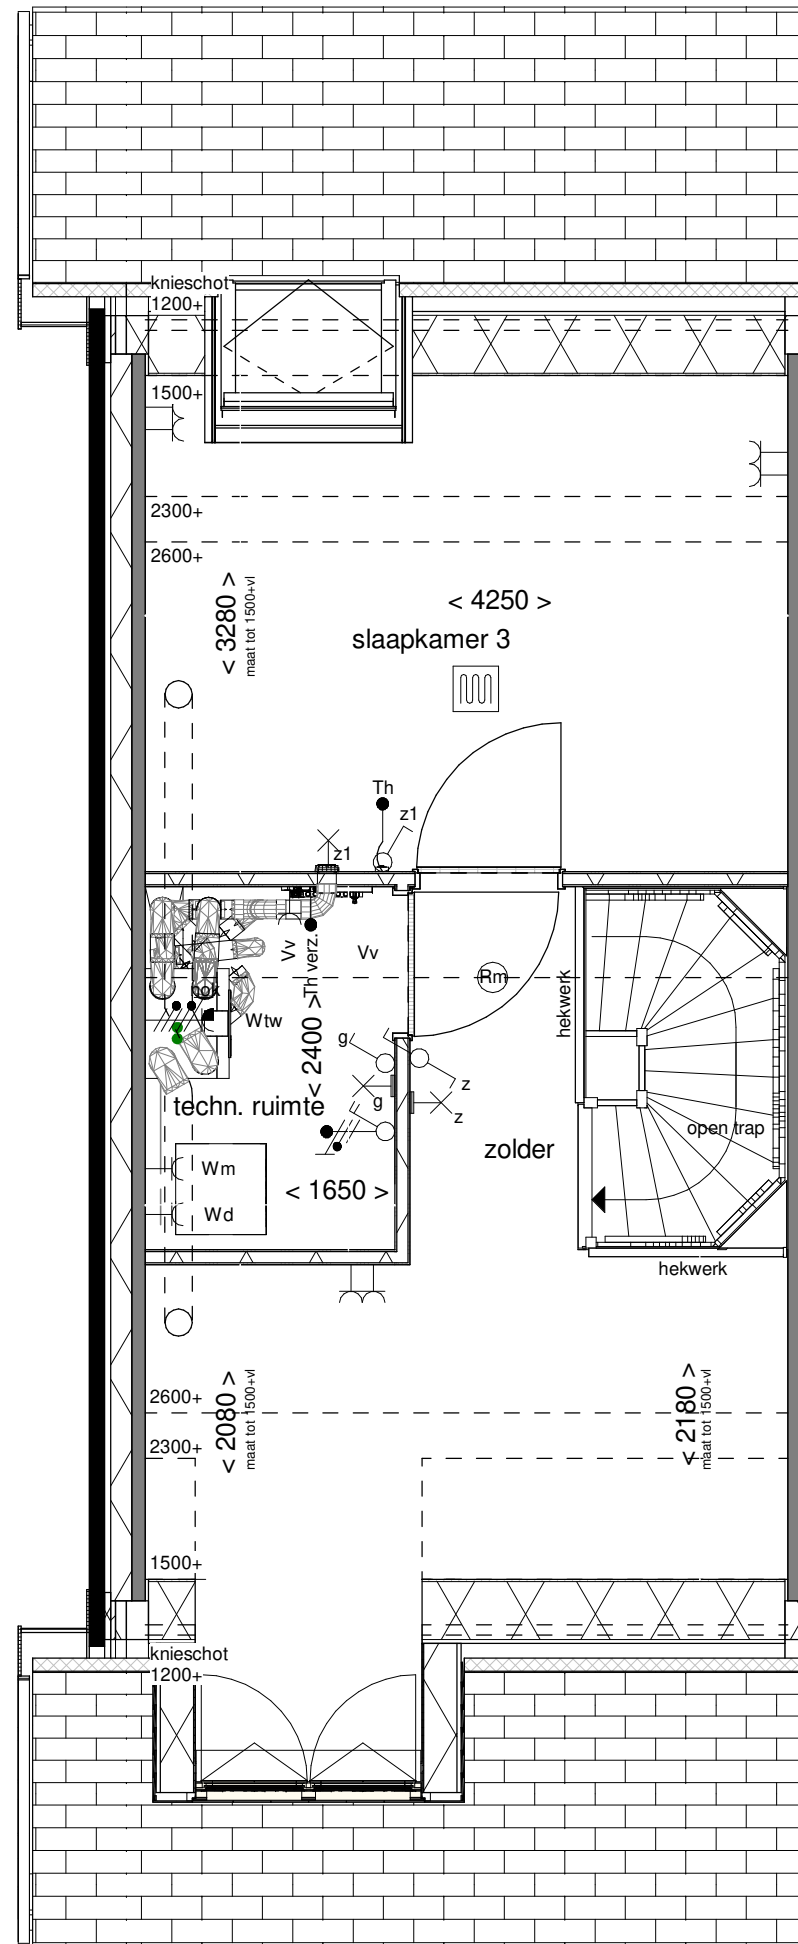 knieschot
1200+
1500+
2300+
2600+
< 3280 >
maat tot 1500+vl
< 4250 >
slaapkamer 3
Th
z1
z1
Vv
Th verz.
Vv
Rm
hekwerk
nok
Wtw
< 2400 >
g
g
z
z
techn. ruimte
zolder
open trap
Wm
Wd
< 1650 >
hekwerk
2600+
2300+
< 2080 >
maat tot 1500+vl
< 2180 >
maat tot 1500+vl
1500+
knieschot
1200+